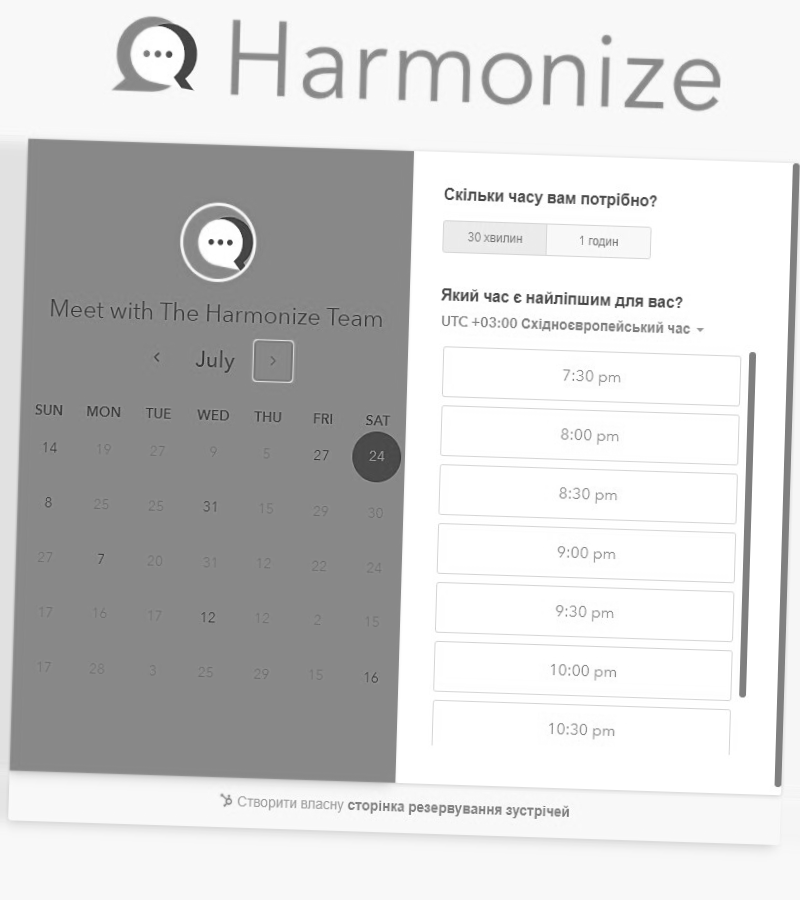 Harmonize
Meet with The Harmonize Team
July
SUN MON TUE WED THU FRI SAT
14 19 27 9 5 27 24
8 25 25 31 15 29 30
27 7 20 31 12 22 24
17 16 17 12 12 2 15
17 28 3 25 29 15 16
Скільки часу вам потрібно?
30 хвилин 1 годин
Який час є найліпшим для вас?
UTC +03:00 Східноєвропейський час
7:30 pm
8:00 pm
8:30 pm
9:00 pm
9:30 pm
10:00 pm
10:30 pm
Створити власну сторінка резервування зустрічей